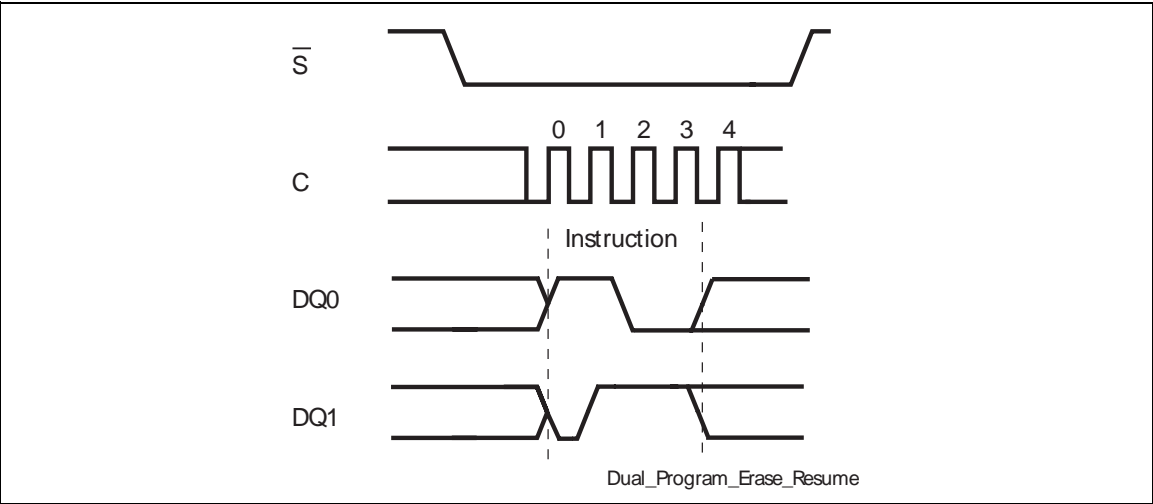 S
0 1 2 3 4
C
Instruction
DQ0
DQ1
Dual_Program_Erase_Resume